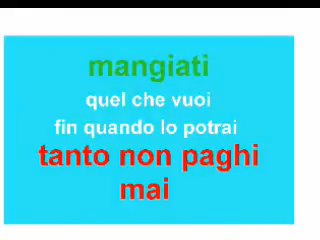 mangiati
quel che vuoi
fin quando lo potrai
tanto non paghi
mai